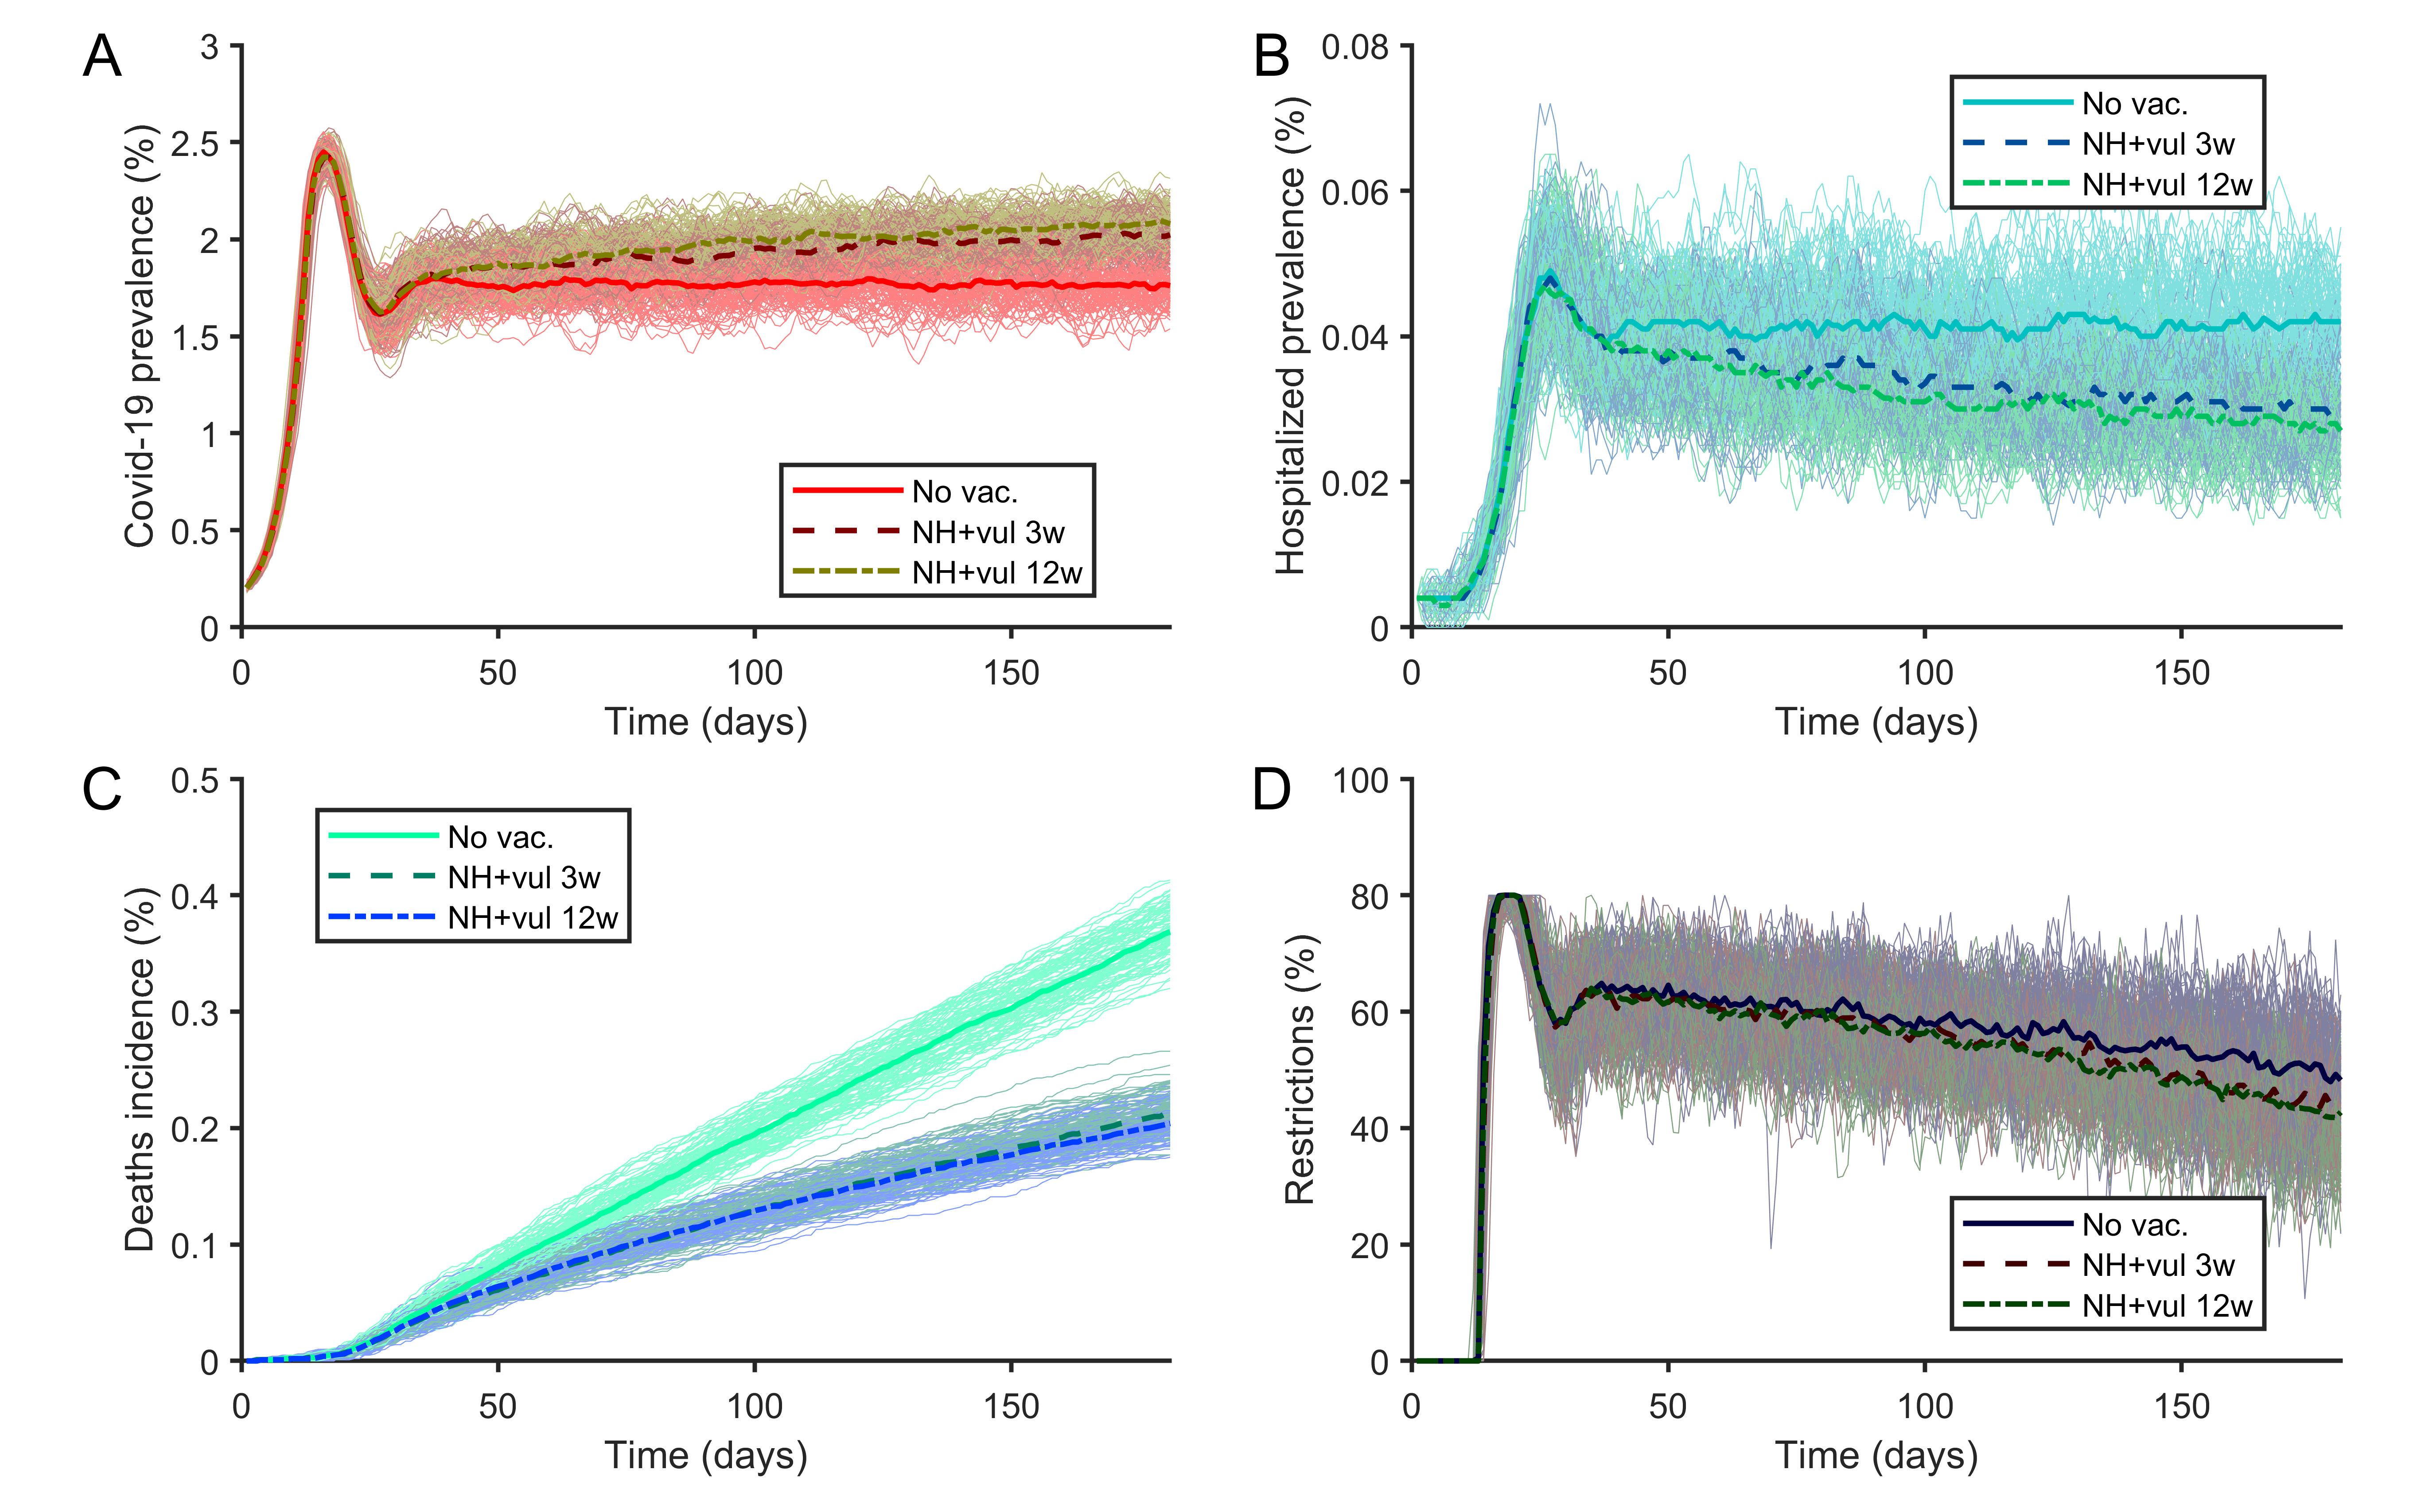 A
Covid-19 prevalence (%)
3
2.5
2
1.5
1
0.5
0
0
50
100
150
Time (days)
No vac.
NH+vul 3w
NH+vul 12w
B
Hospitalized prevalence (%)
0.08
0.06
0.04
0.02
0
0
50
100
150
Time (days)
No vac.
NH+vul 3w
NH+vul 12w
C
Deaths incidence (%)
0.5
0.4
0.3
0.2
0.1
0
0
50
100
150
Time (days)
No vac.
NH+vul 3w
NH+vul 12w
D
Restrictions (%)
100
80
60
40
20
0
0
50
100
150
Time (days)
No vac.
NH+vul 3w
NH+vul 12w